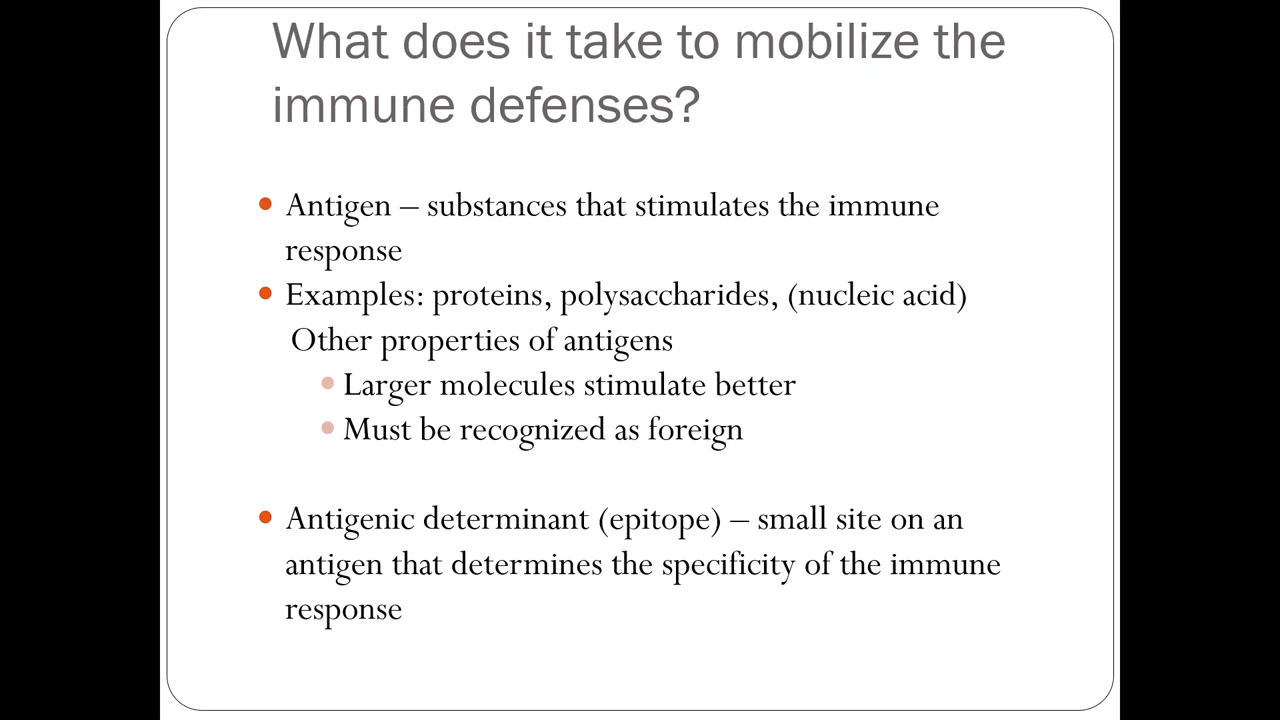 What does it take to mobilize the
immune defenses?
Antigen – substances that stimulates the immune
response
Examples: proteins, polysaccharides, (nucleic acid)
Other properties of antigens
Larger molecules stimulate better
Must be recognized as foreign
Antigenic determinant (epitope) – small site on an
antigen that determines the specificity of the immune
response